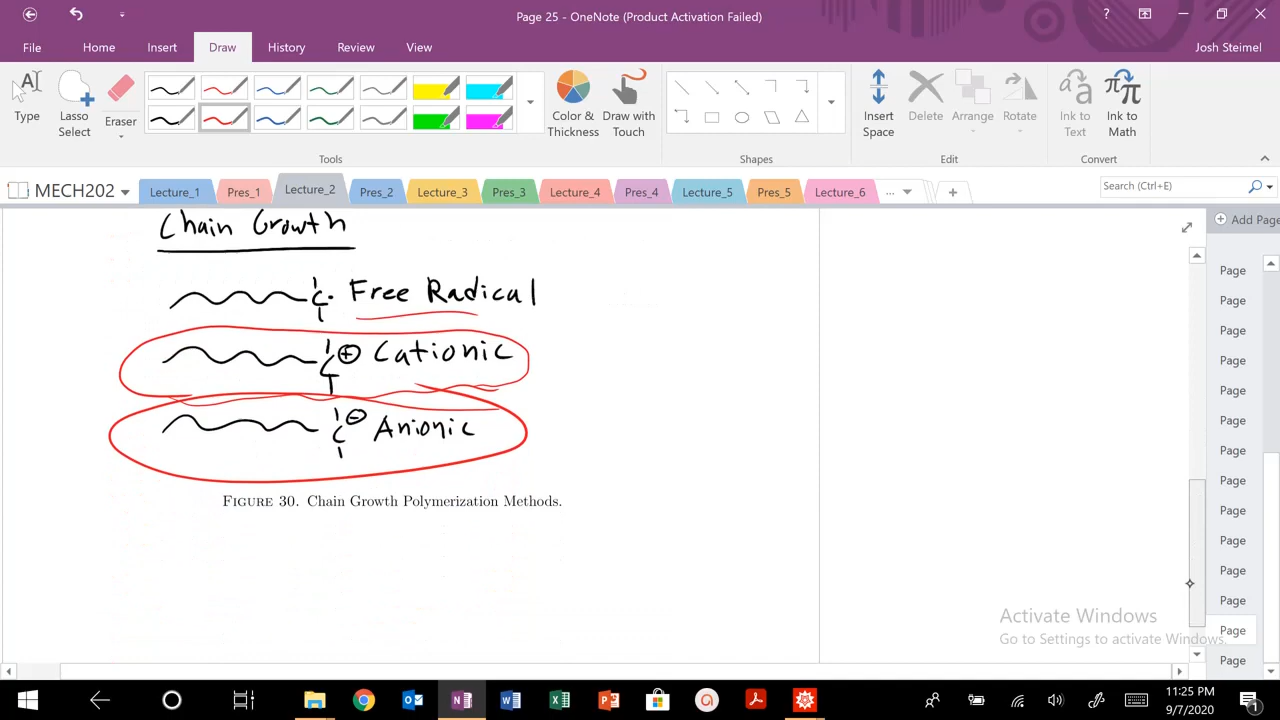 Page 25 - OneNote (Product Activation Failed)
?
File Home Insert Draw History Review View Josh Steimel
Type Lasso Select Eraser Color & Thickness Draw with Touch Insert Space Delete Arrange Rotate Ink to Text Ink to Math
Tools Shapes Edit Convert
MECH202 Lecture_1 Pres_1 Lecture_2 Pres_2 Lecture_3 Pres_3 Lecture_4 Pres_4 Lecture_5 Pres_5 Lecture_6 ... Search (Ctrl+E)
Add Page
Chain Growth
C· Free Radical
C ⊕ Cationic
C ⊖ Anionic
FIGURE 30. Chain Growth Polymerization Methods.
Page
Page
Page
Page
Page
Page
Page
Page
Page
Page
Page
Page
Page
Page
Activate Windows
Go to Settings to activate Windows.
11:25 PM
9/7/2020
1